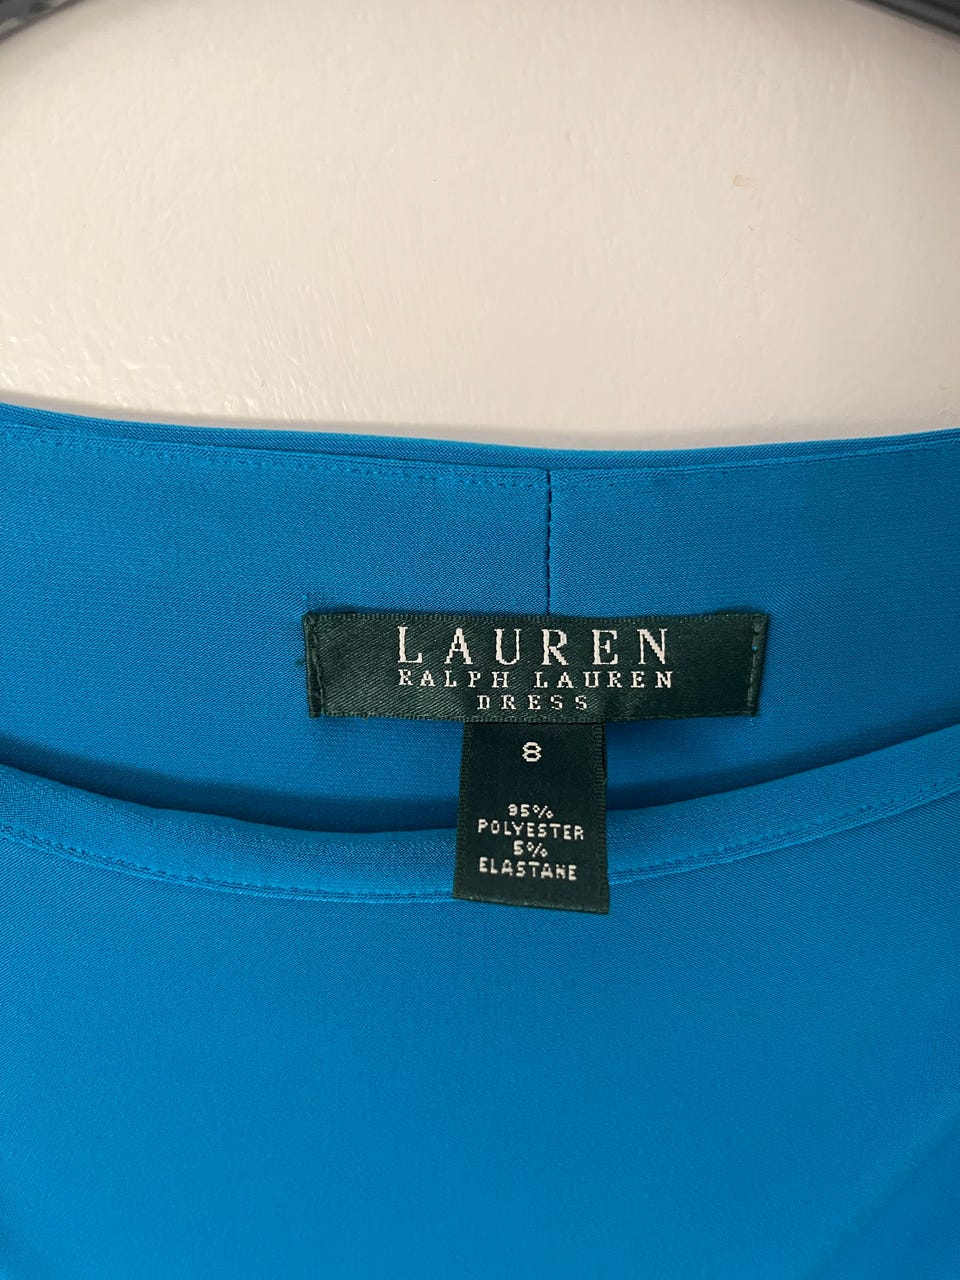 LAUREN
RALPH LAUREN
DRESS
8
95%
POLYESTER
5%
ELASTANE